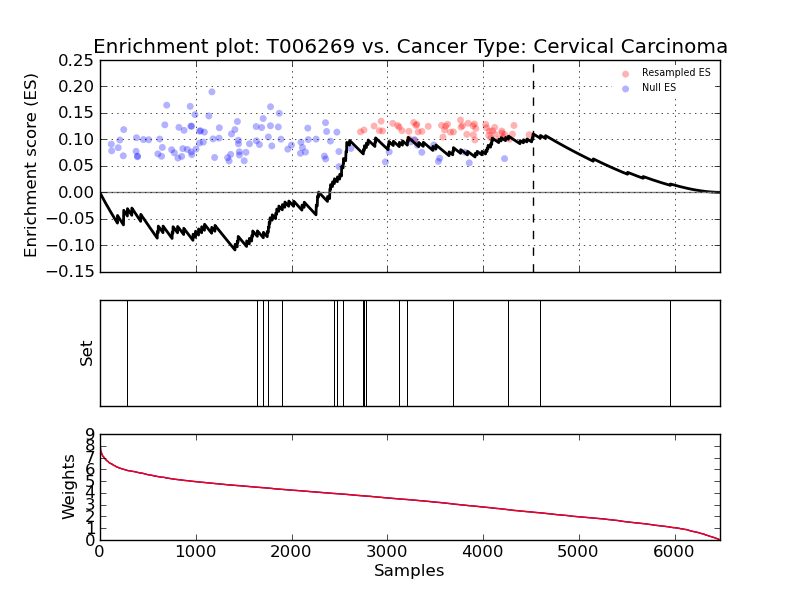 Enrichment plot: T006269 vs. Cancer Type: Cervical Carcinoma
Enrichment score (ES)
0.25
0.20
0.15
0.10
0.05
0.00
−0.05
−0.10
−0.15
Resampled ES
Null ES
Set
Weights
9
8
7
6
5
4
3
2
1
0
0 1000 2000 3000 4000 5000 6000
Samples